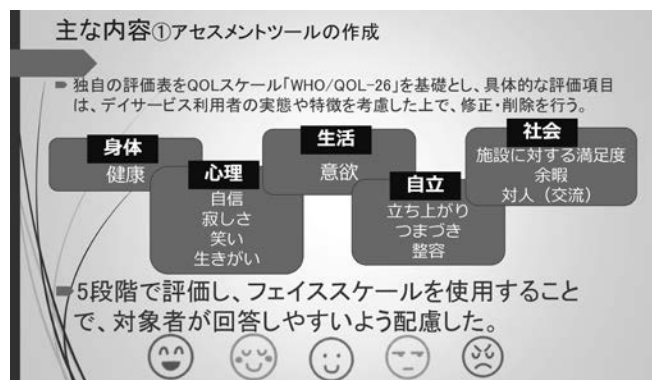 主な内容①アセスメントツールの作成
独自の評価表をQOLスケール「WHO/QOL-26」を基礎とし、具体的な評価項目
は、デイサービス利用者の実態や特徴を考慮した上で、修正・削除を行う。
身体
健康
心理
自信
寂しさ
笑い
生きがい
生活
意欲
自立
立ち上がり
つまづき
整容
社会
施設に対する満足度
余暇
対人（交流）
5段階で評価し、フェイススケールを使用すること
で、対象者が回答しやすいよう配慮した。